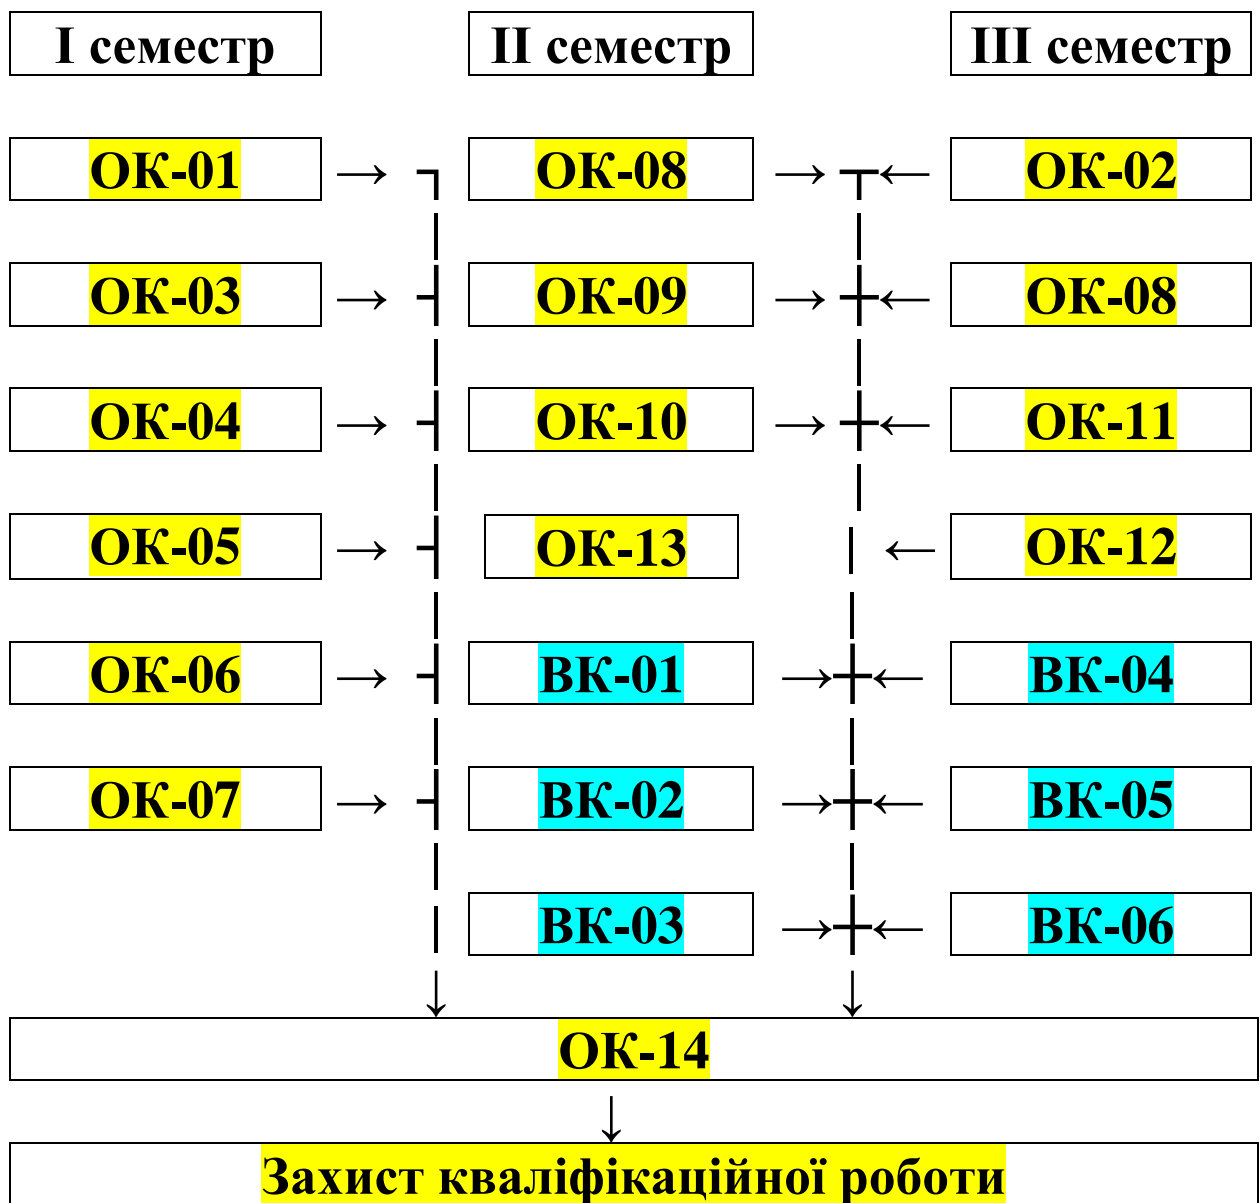 І семестр ІІ семестр ІІІ семестр
ОК-01 → ОК-08 → ← ОК-02
ОК-03 → ОК-09 → ← ОК-08
ОК-04 → ОК-10 → ← ОК-11
ОК-05 → ОК-13 ← ОК-12
ОК-06 → ВК-01 → ← ВК-04
ОК-07 → ВК-02 → ← ВК-05
ВК-03 → ← ВК-06
ОК-14
Захист кваліфікаційної роботи